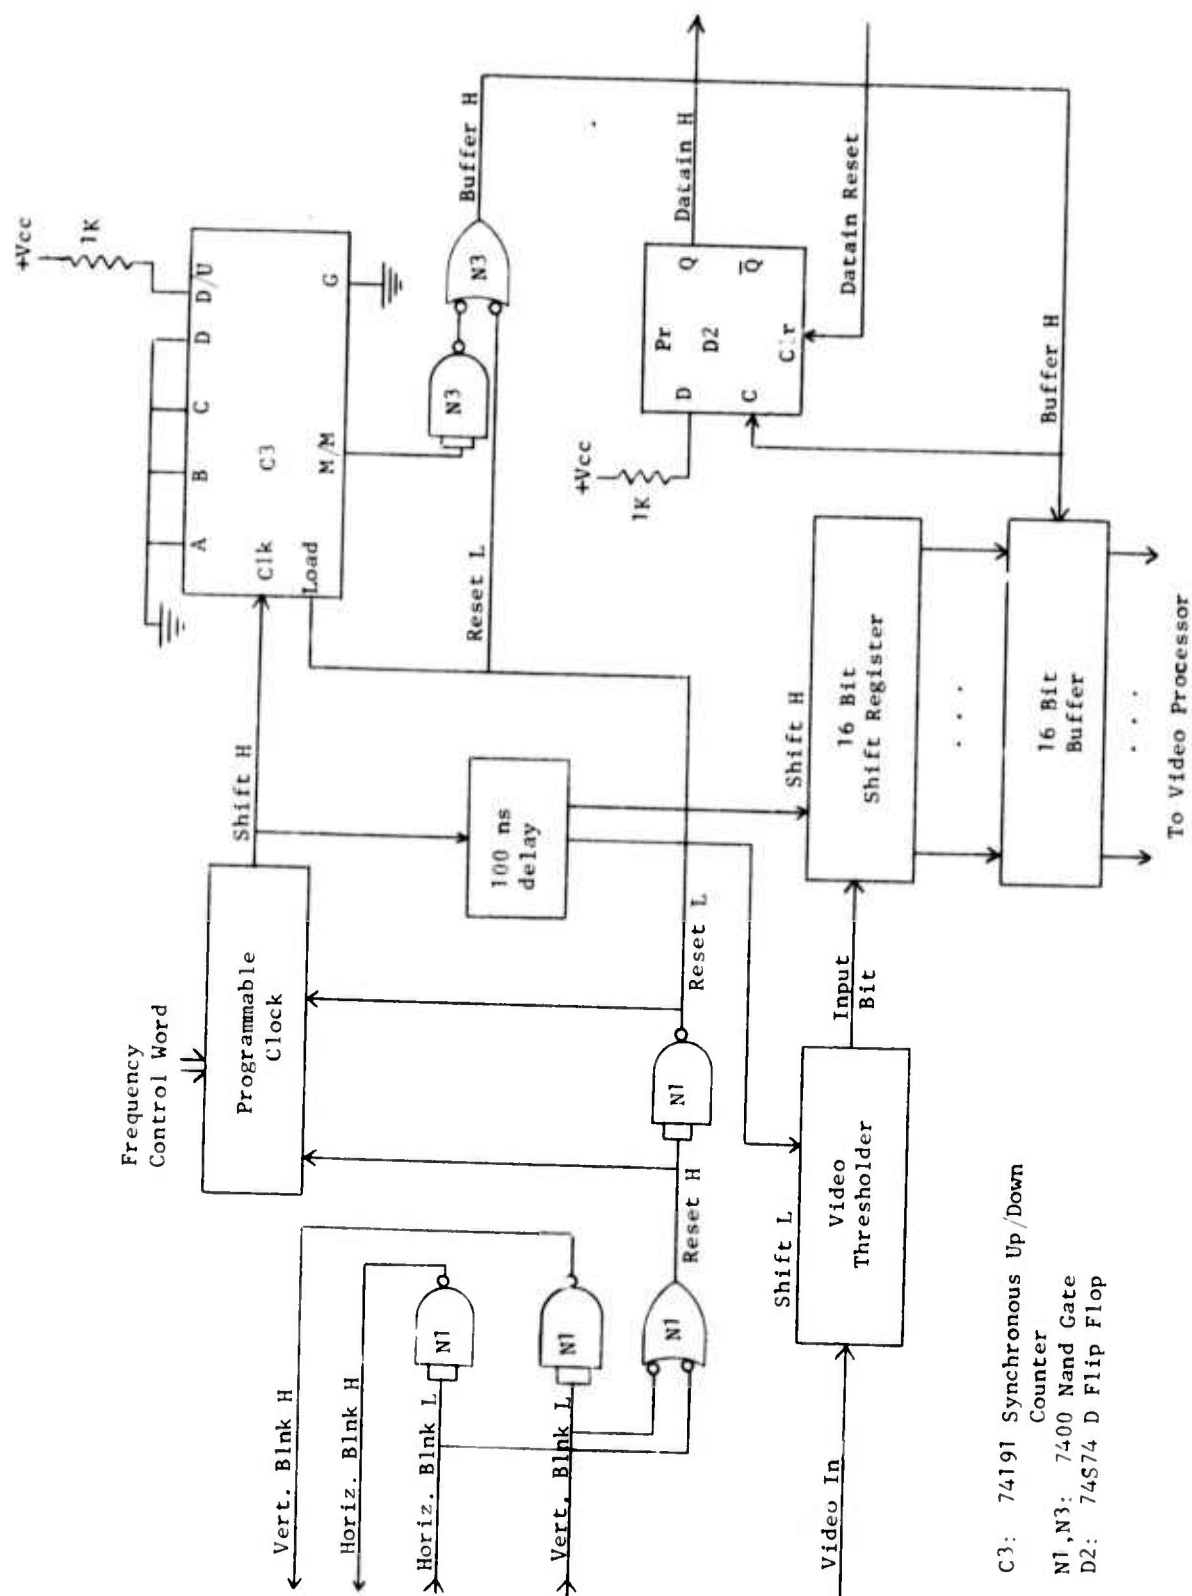 Vert. Blnk H
Horiz. Blnk H
Horiz. Blnk L
Vert. Blnk L
N1
N1
N1
Reset H
N1
Reset L
Frequency
Control Word
Programmable
Clock
Shift H
100 ns
delay
+Vcc
1K
A
B
C
D
D/U
Clk
C3
Load
M/M
G
Reset L
N3
N3
Buffer H
+Vcc
1K
D
Pr
Q
D2
Q̅
C
Clr
Datain H
Datain Reset
Buffer H
Video In
Shift L
Video
Thresholder
Input
Bit
Shift H
16 Bit
Shift Register
. . .
16 Bit
Buffer
. . .
To Video Processor
C3: 74191 Synchronous Up/Down
Counter
N1,N3: 7400 Nand Gate
D2: 74S74 D Flip Flop